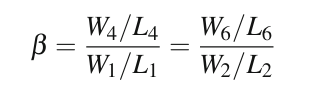 β = W₄/L₄ / W₁/L₁ = W₆/L₆ / W₂/L₂